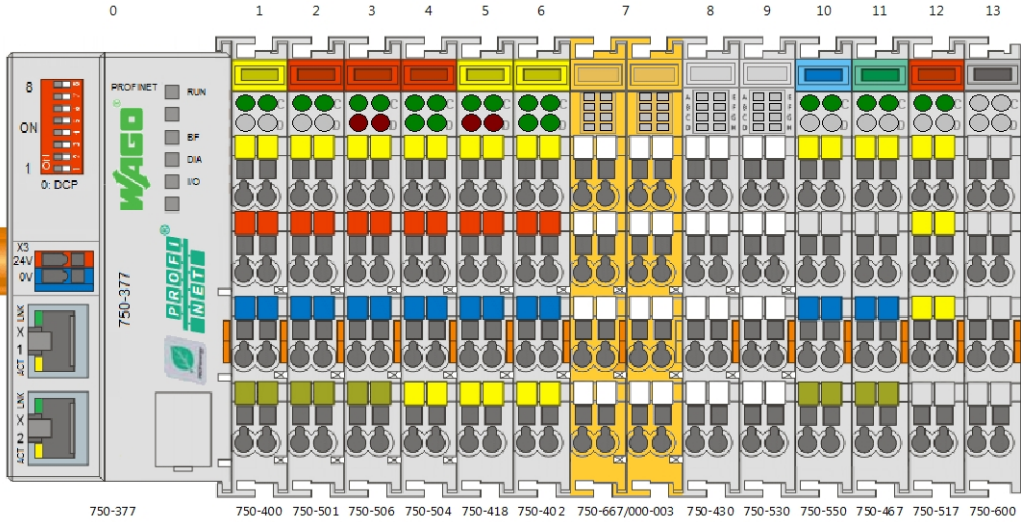 0 1 2 3 4 5 6 7 8 9 10 11 12 13
8
ON
1
ON
0: DCP
PROFINET
RUN
BF
DIA
I/O
WAGO
X3
24V
0V
750-377
PROFI
NET
LNK
X
1
ACT
LNK
X
2
ACT
750-377 750-400 750-501 750-506 750-504 750-418 750-402 750-667/000-003 750-430 750-530 750-550 750-467 750-517 750-600